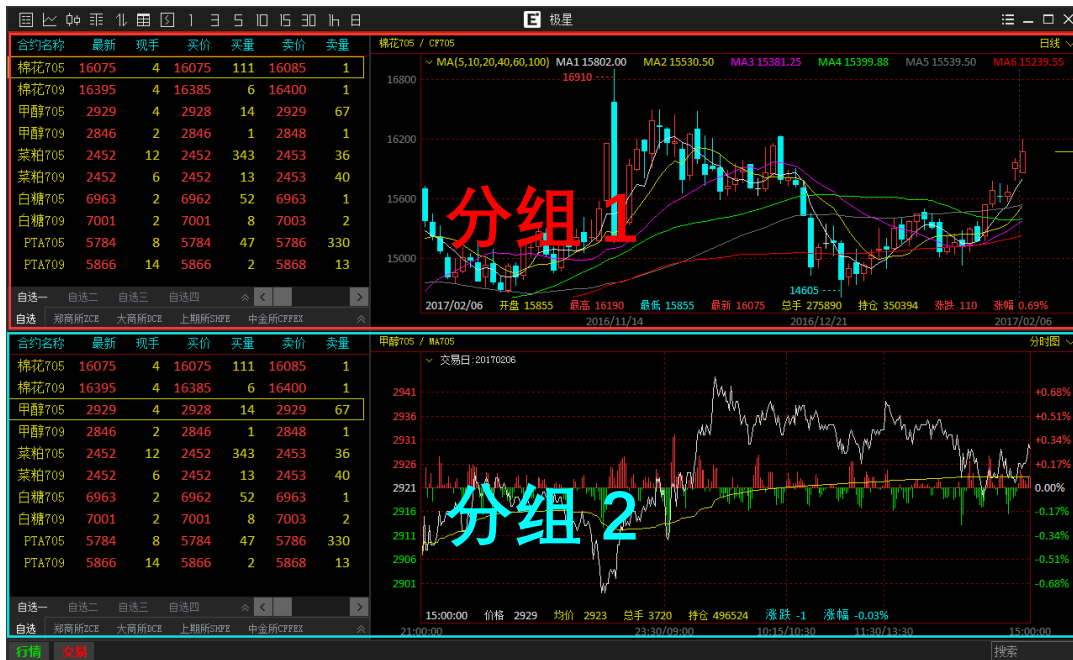 1 3 5 10 15 30 1h 日 E 极星
合约名称 最新 现手 买价 买量 卖价 卖量
棉花705 16075 4 16075 111 16085 1
棉花709 16395 4 16385 6 16400 1
甲醇705 2929 4 2928 14 2929 67
甲醇709 2846 2 2846 1 2848 1
菜粕705 2452 12 2452 343 2453 36
菜粕709 2452 6 2452 13 2453 40
白糖705 6963 2 6962 52 6963 1
白糖709 7001 2 7001 8 7003 2
PTA705 5784 8 5784 47 5786 330
PTA709 5866 14 5866 2 5868 13
自选一 自选二 自选三 自选四
自选 郑商所ZCE 大商所DCE 上期所SHFE 中金所CFFEX
棉花705 / CF705 日线
MA(5,10,20,40,60,100) MA1 15802.00 MA2 15530.50 MA3 15381.25 MA4 15399.88 MA5 15539.50 MA6 15239.55
16910
16800
16200
15600
15000
14605
分组 1
2017/02/06 开盘 15855 最高 16190 最低 15855 最新 16075 总手 275890 持仓 350394 涨跌 110 涨幅 0.69%
2016/11/14 2016/12/21 2017/02/06
合约名称 最新 现手 买价 买量 卖价 卖量
棉花705 16075 4 16075 111 16085 1
棉花709 16395 4 16385 6 16400 1
甲醇705 2929 4 2928 14 2929 67
甲醇709 2846 2 2846 1 2848 1
菜粕705 2452 12 2452 343 2453 36
菜粕709 2452 6 2452 13 2453 40
白糖705 6963 2 6962 52 6963 1
白糖709 7001 2 7001 8 7003 2
PTA705 5784 8 5784 47 5786 330
PTA709 5866 14 5866 2 5868 13
自选一 自选二 自选三 自选四
自选 郑商所ZCE 大商所DCE 上期所SHFE 中金所CFFEX
甲醇705 / MA705 分时图
交易日:20170206
2941 +0.68%
2936 +0.51%
2931 +0.34%
2926 +0.17%
2921 0.00%
2916 -0.17%
2911 -0.34%
2906 -0.51%
2901 -0.68%
分组 2
15:00:00 价格 2929 均价 2923 总手 3720 持仓 496524 涨跌 -1 涨幅 -0.03%
21:00:00 23:30/09:00 10:15/10:30 11:30/13:30 15:00:00
行情 交易 搜索